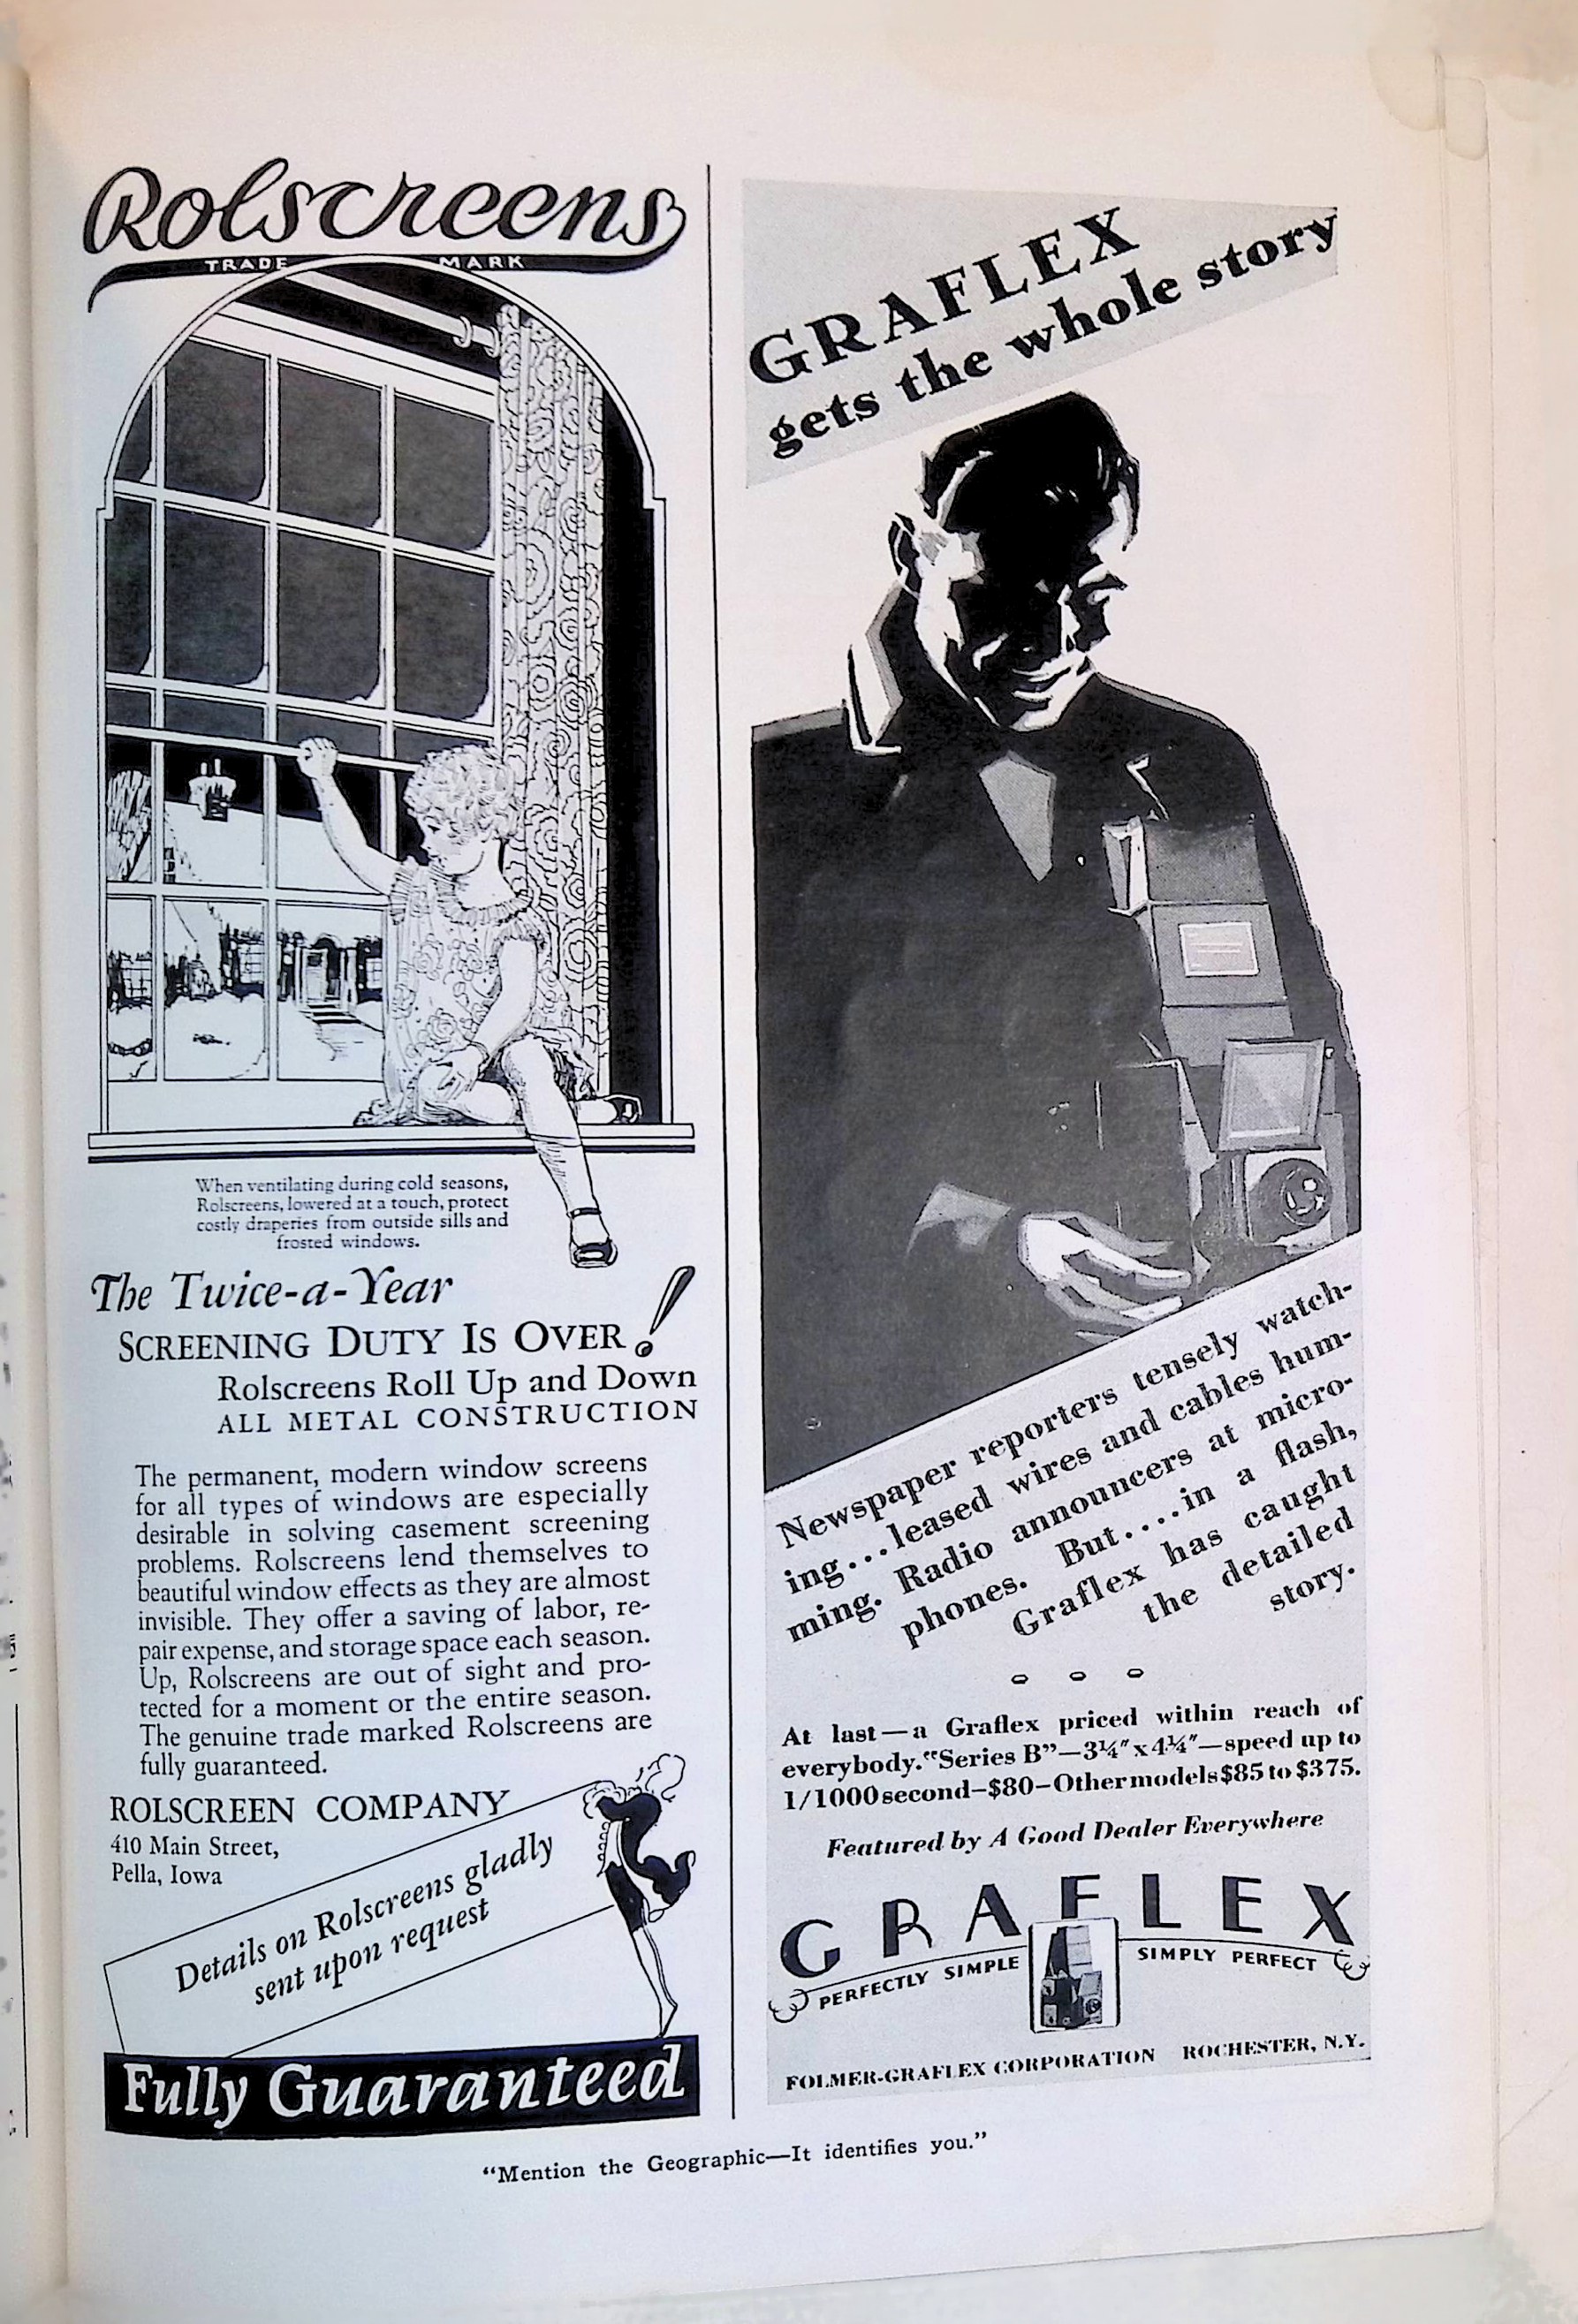 Rolscreens
TRADE MARK
When ventilating during cold seasons,
Rolscreens, lowered at a touch, protect
costly draperies from outside sills and
frosted windows.
The Twice-a-Year
SCREENING DUTY IS OVER!
Rolscreens Roll Up and Down
ALL METAL CONSTRUCTION
The permanent, modern window screens
for all types of windows are especially
desirable in solving casement screening
problems. Rolscreens lend themselves to
beautiful window effects as they are almost
invisible. They offer a saving of labor, re-
pair expense, and storage space each season.
Up, Rolscreens are out of sight and pro-
tected for a moment or the entire season.
The genuine trade marked Rolscreens are
fully guaranteed.
ROLSCREEN COMPANY
410 Main Street,
Pella, Iowa
Details on Rolscreens gladly
sent upon request
Fully Guaranteed
GRAFLEX
gets the whole story
Newspaper reporters tensely watch-
ing...leased wires and cables hum-
ming. Radio announcers at micro-
phones. But....in a flash,
Graflex has caught
the detailed
story.
At last—a Graflex priced within reach of
everybody. "Series B"—3¼" x 4¼"—speed up to
1/1000 second—$80—Other models $85 to $375.
Featured by A Good Dealer Everywhere
GRAFLEX
PERFECTLY SIMPLE SIMPLY PERFECT
FOLMER-GRAFLEX CORPORATION ROCHESTER, N.Y.
"Mention the Geographic—It identifies you."